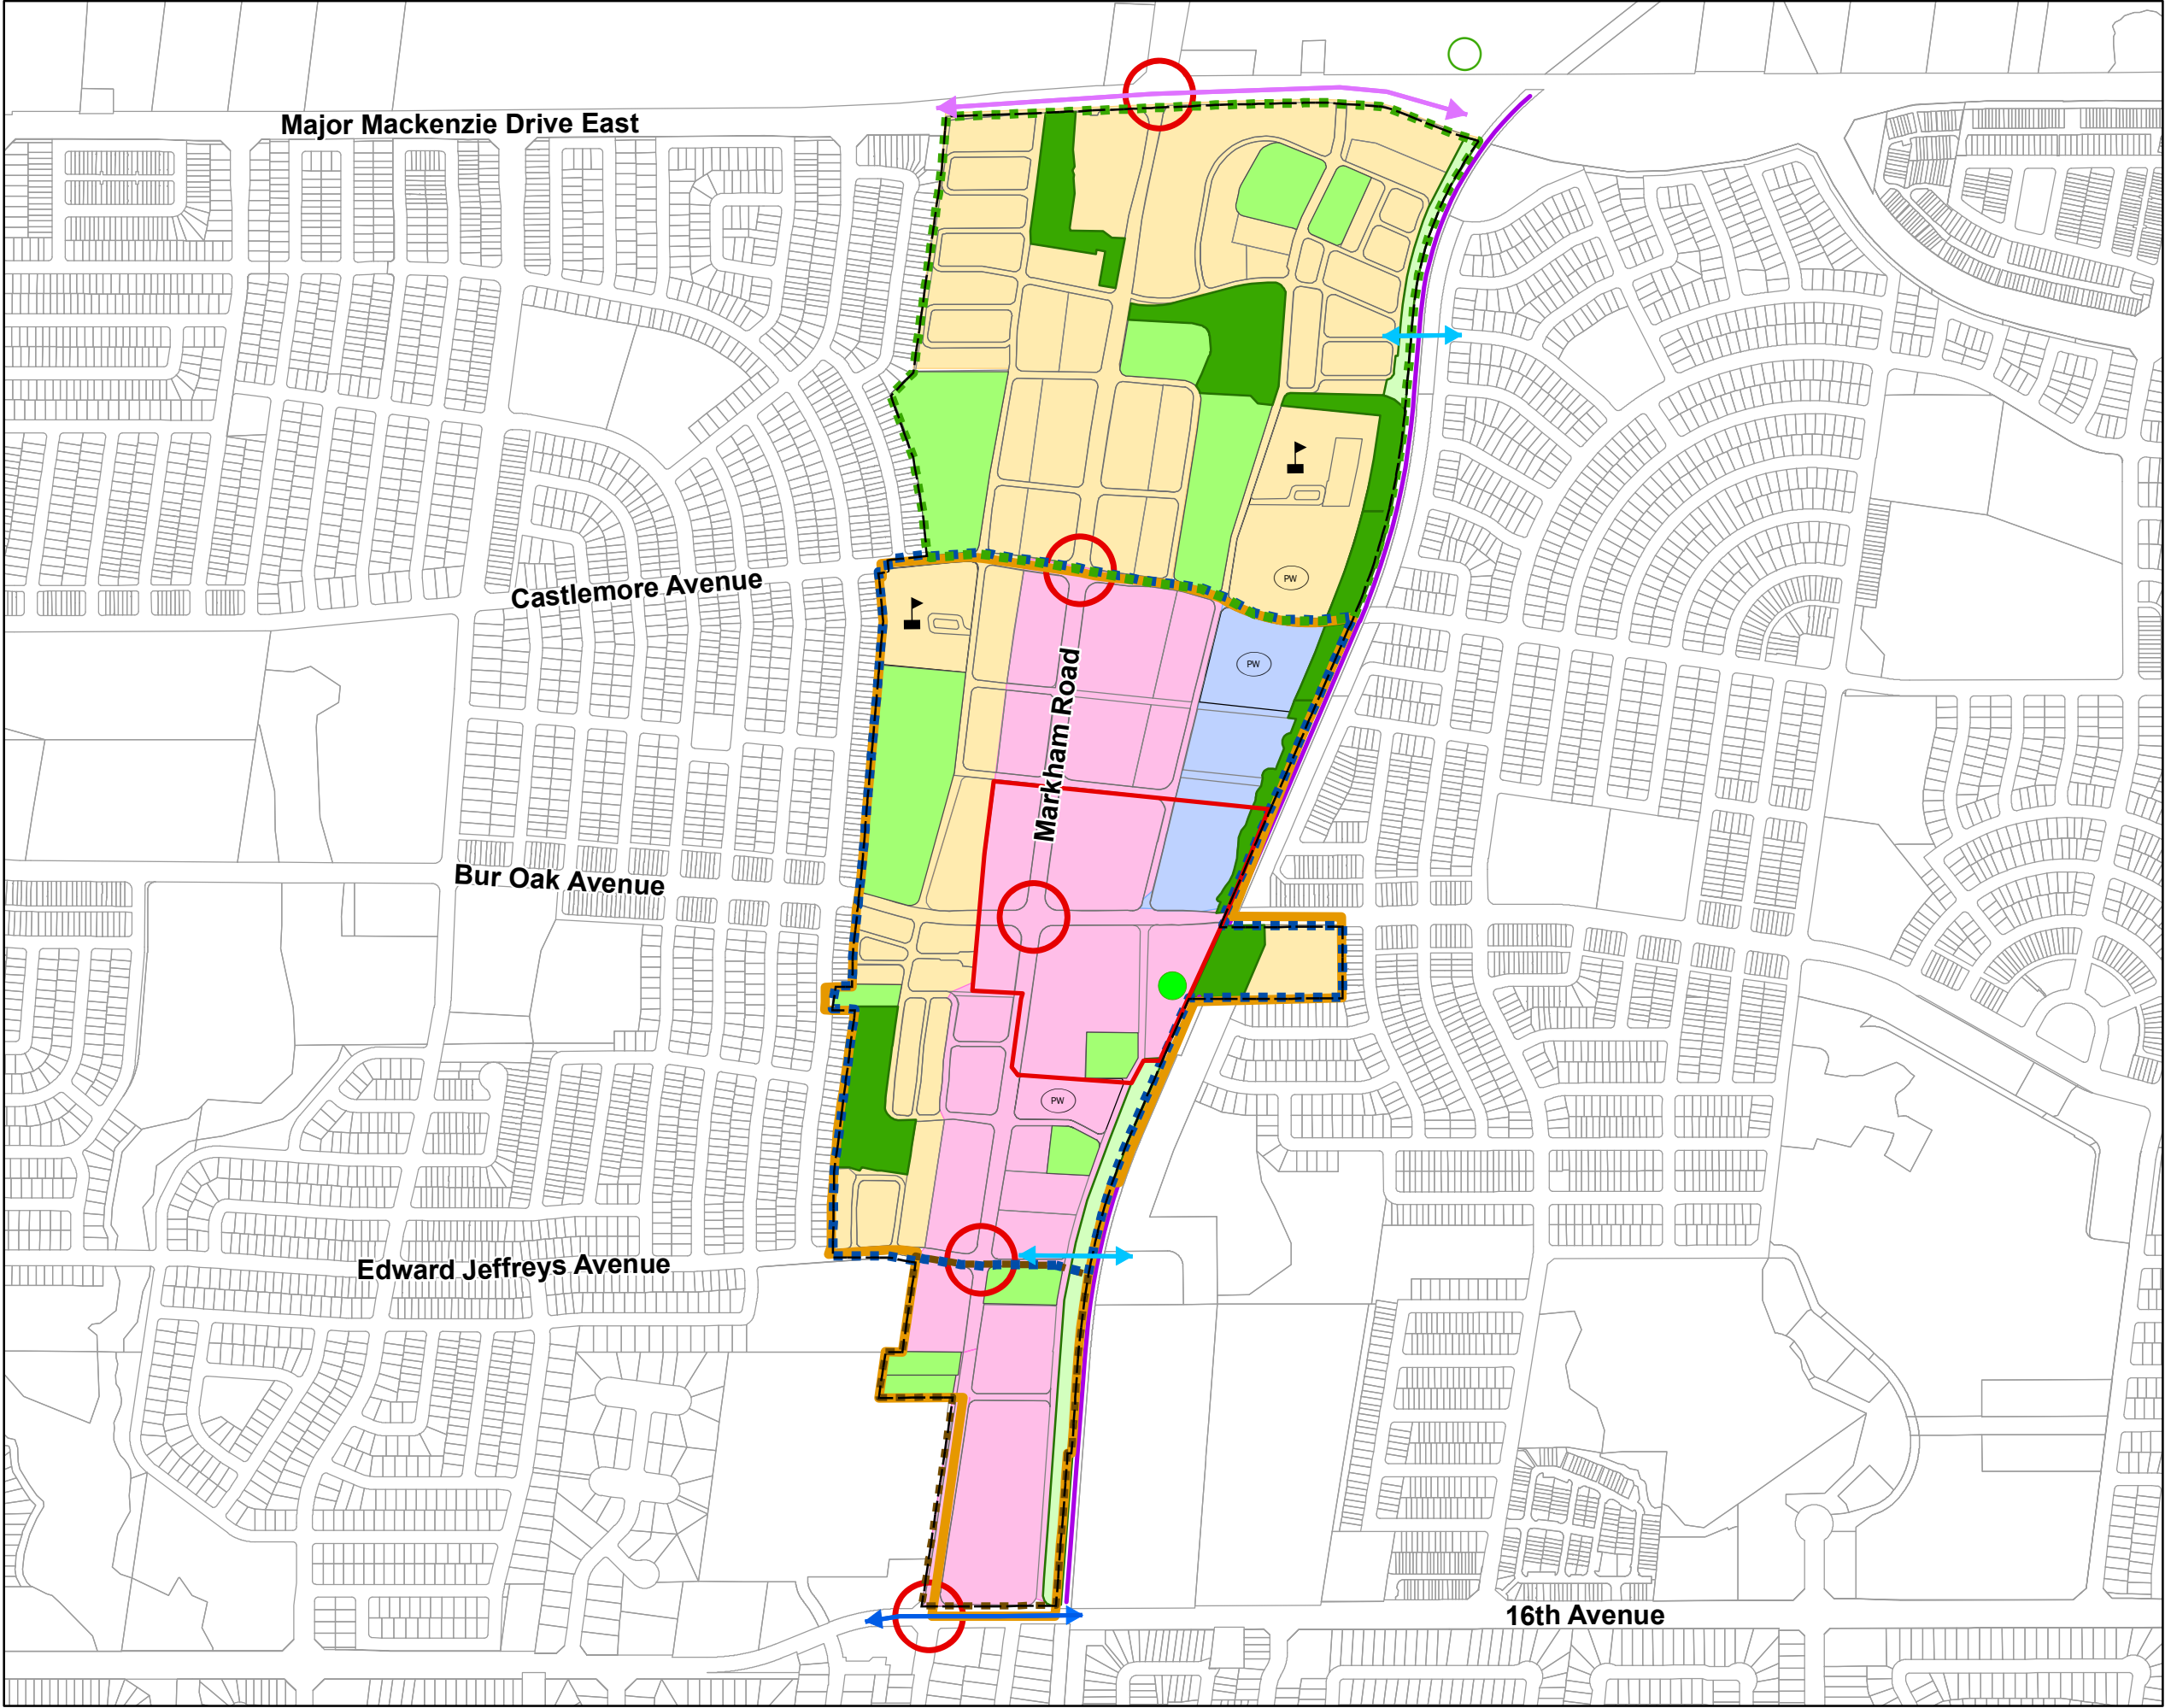 Major Mackenzie Drive East
Castlemore Avenue
PW
PW
Markham Road
Bur Oak Avenue
PW
Edward Jeffreys Avenue
16th Avenue